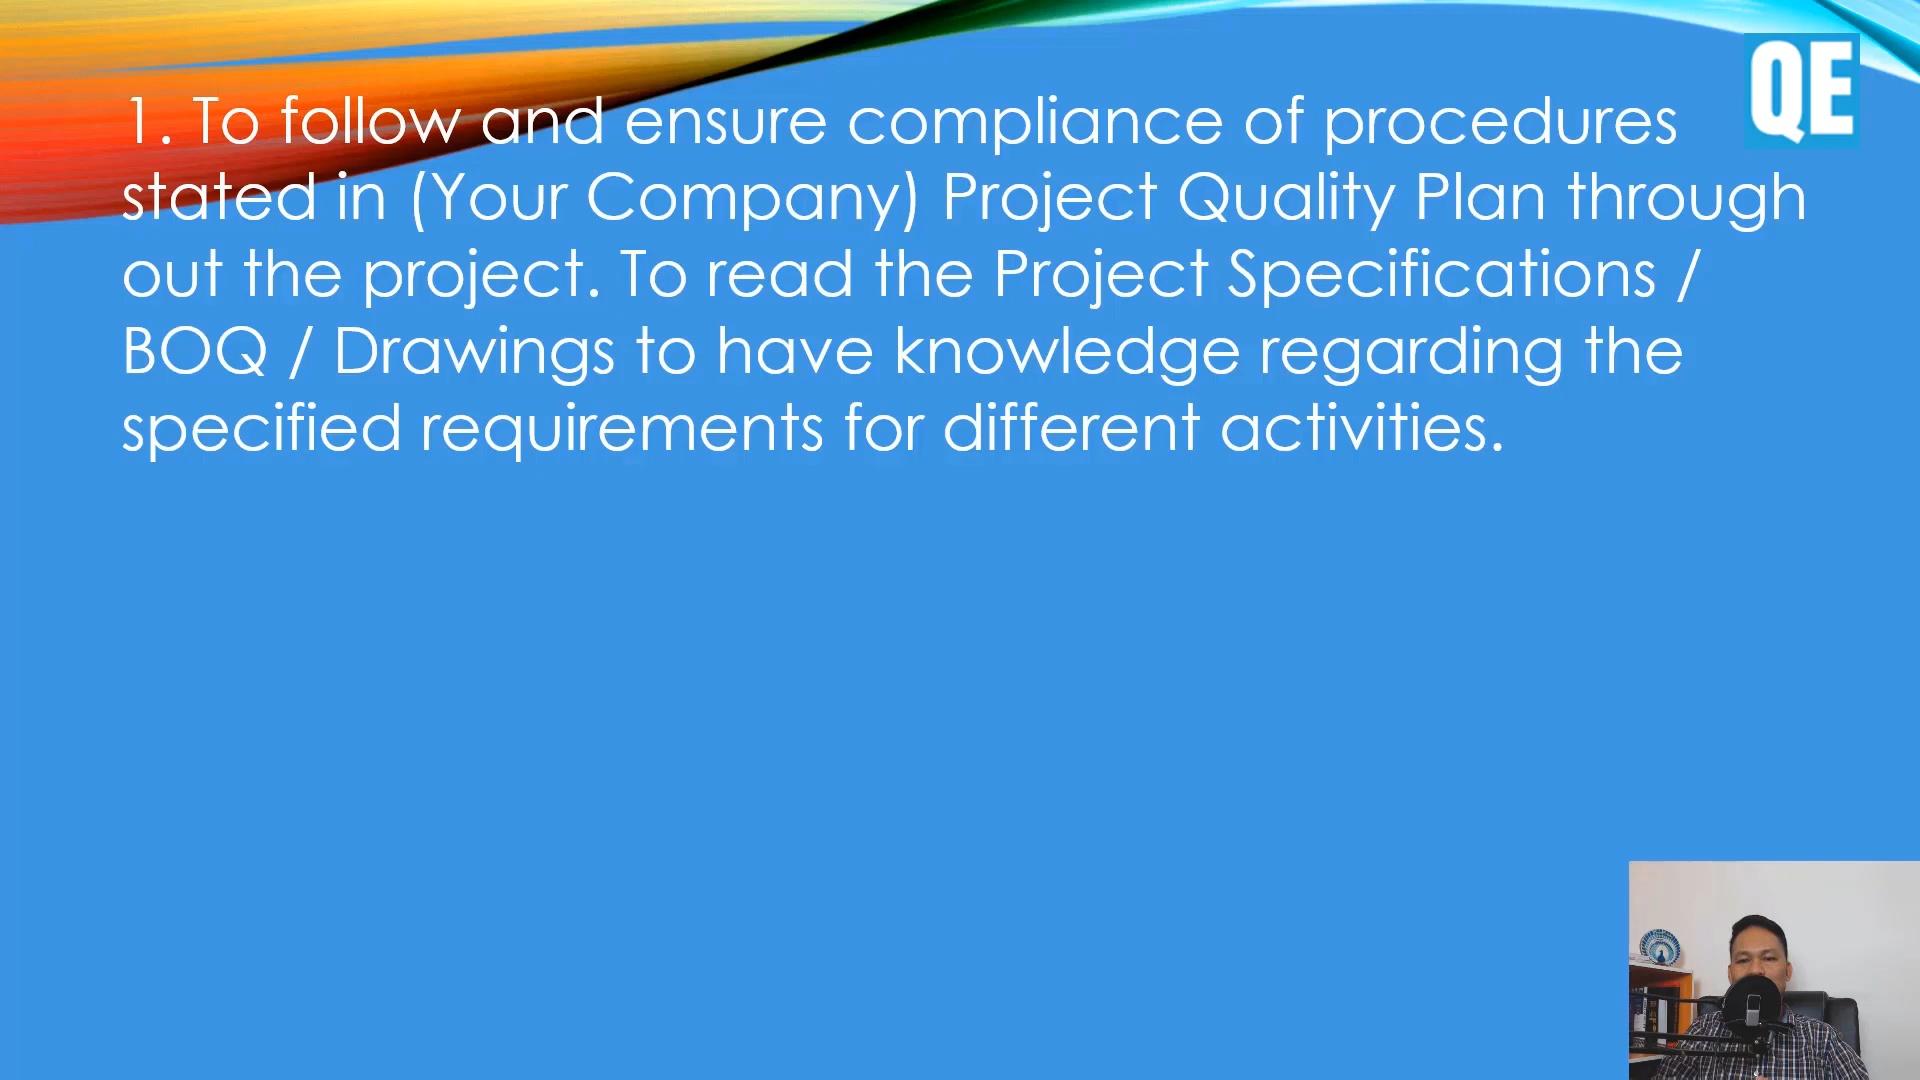 QE
1. To follow and ensure compliance of procedures
stated in (Your Company) Project Quality Plan through
out the project. To read the Project Specifications /
BOQ / Drawings to have knowledge regarding the
specified requirements for different activities.